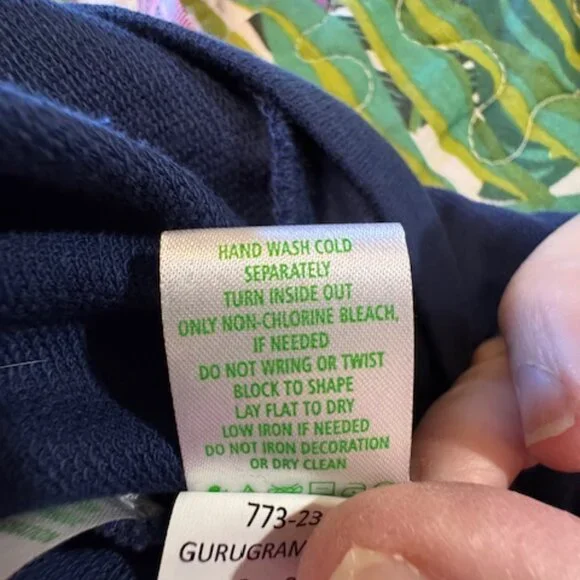 HAND WASH COLD
SEPARATELY
TURN INSIDE OUT
ONLY NON-CHLORINE BLEACH,
IF NEEDED
DO NOT WRING OR TWIST
BLOCK TO SHAPE
LAY FLAT TO DRY
LOW IRON IF NEEDED
DO NOT IRON DECORATION
OR DRY CLEAN
773-23
GURUGRAM